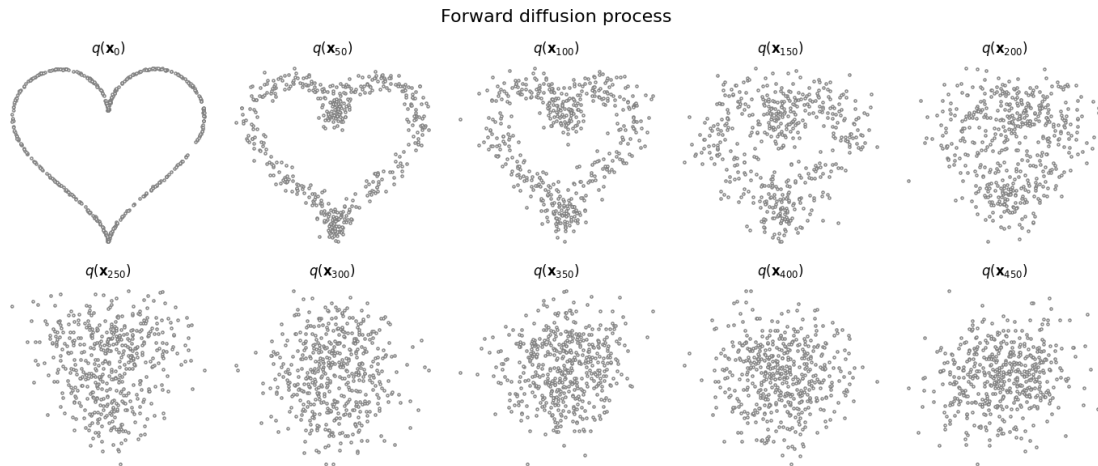 Forward diffusion process
q(x₀)
q(x₅₀)
q(x₁₀₀)
q(x₁₅₀)
q(x₂₀₀)
q(x₂₅₀)
q(x₃₀₀)
q(x₃₅₀)
q(x₄₀₀)
q(x₄₅₀)